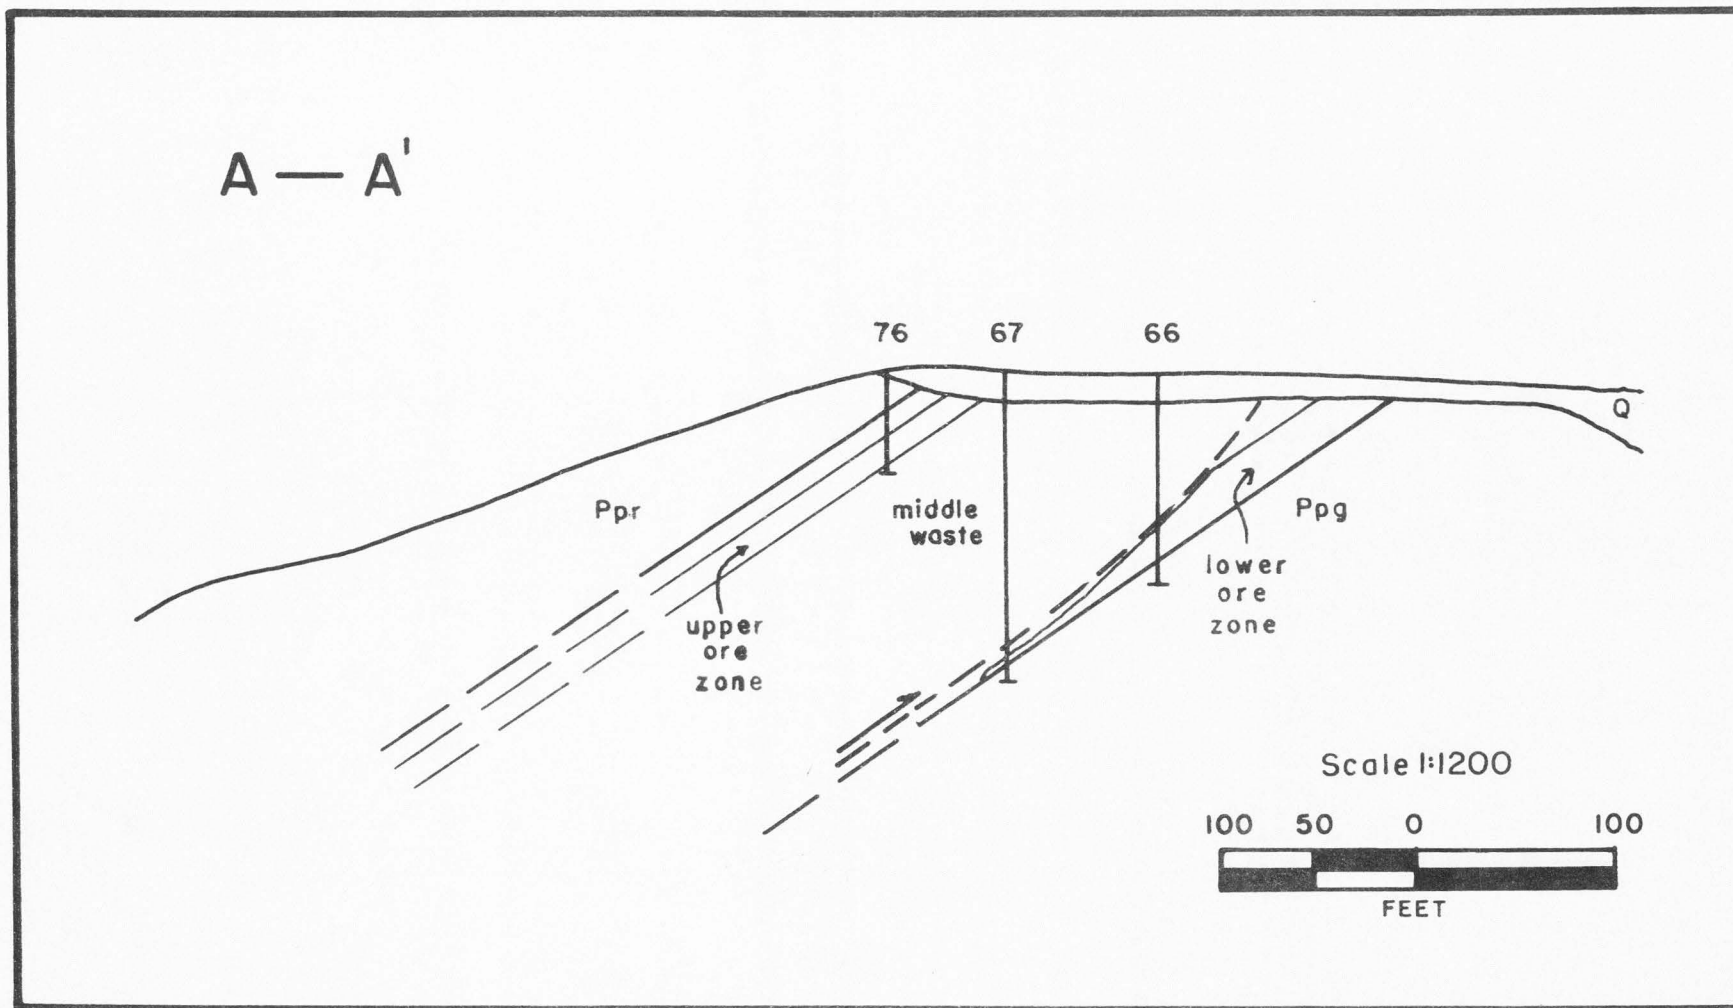 A — A'
76 67 66
Q
Ppr
middle
waste
Ppg
lower
ore
zone
upper
ore
zone
Scale 1:1200
100 50 0 100
FEET